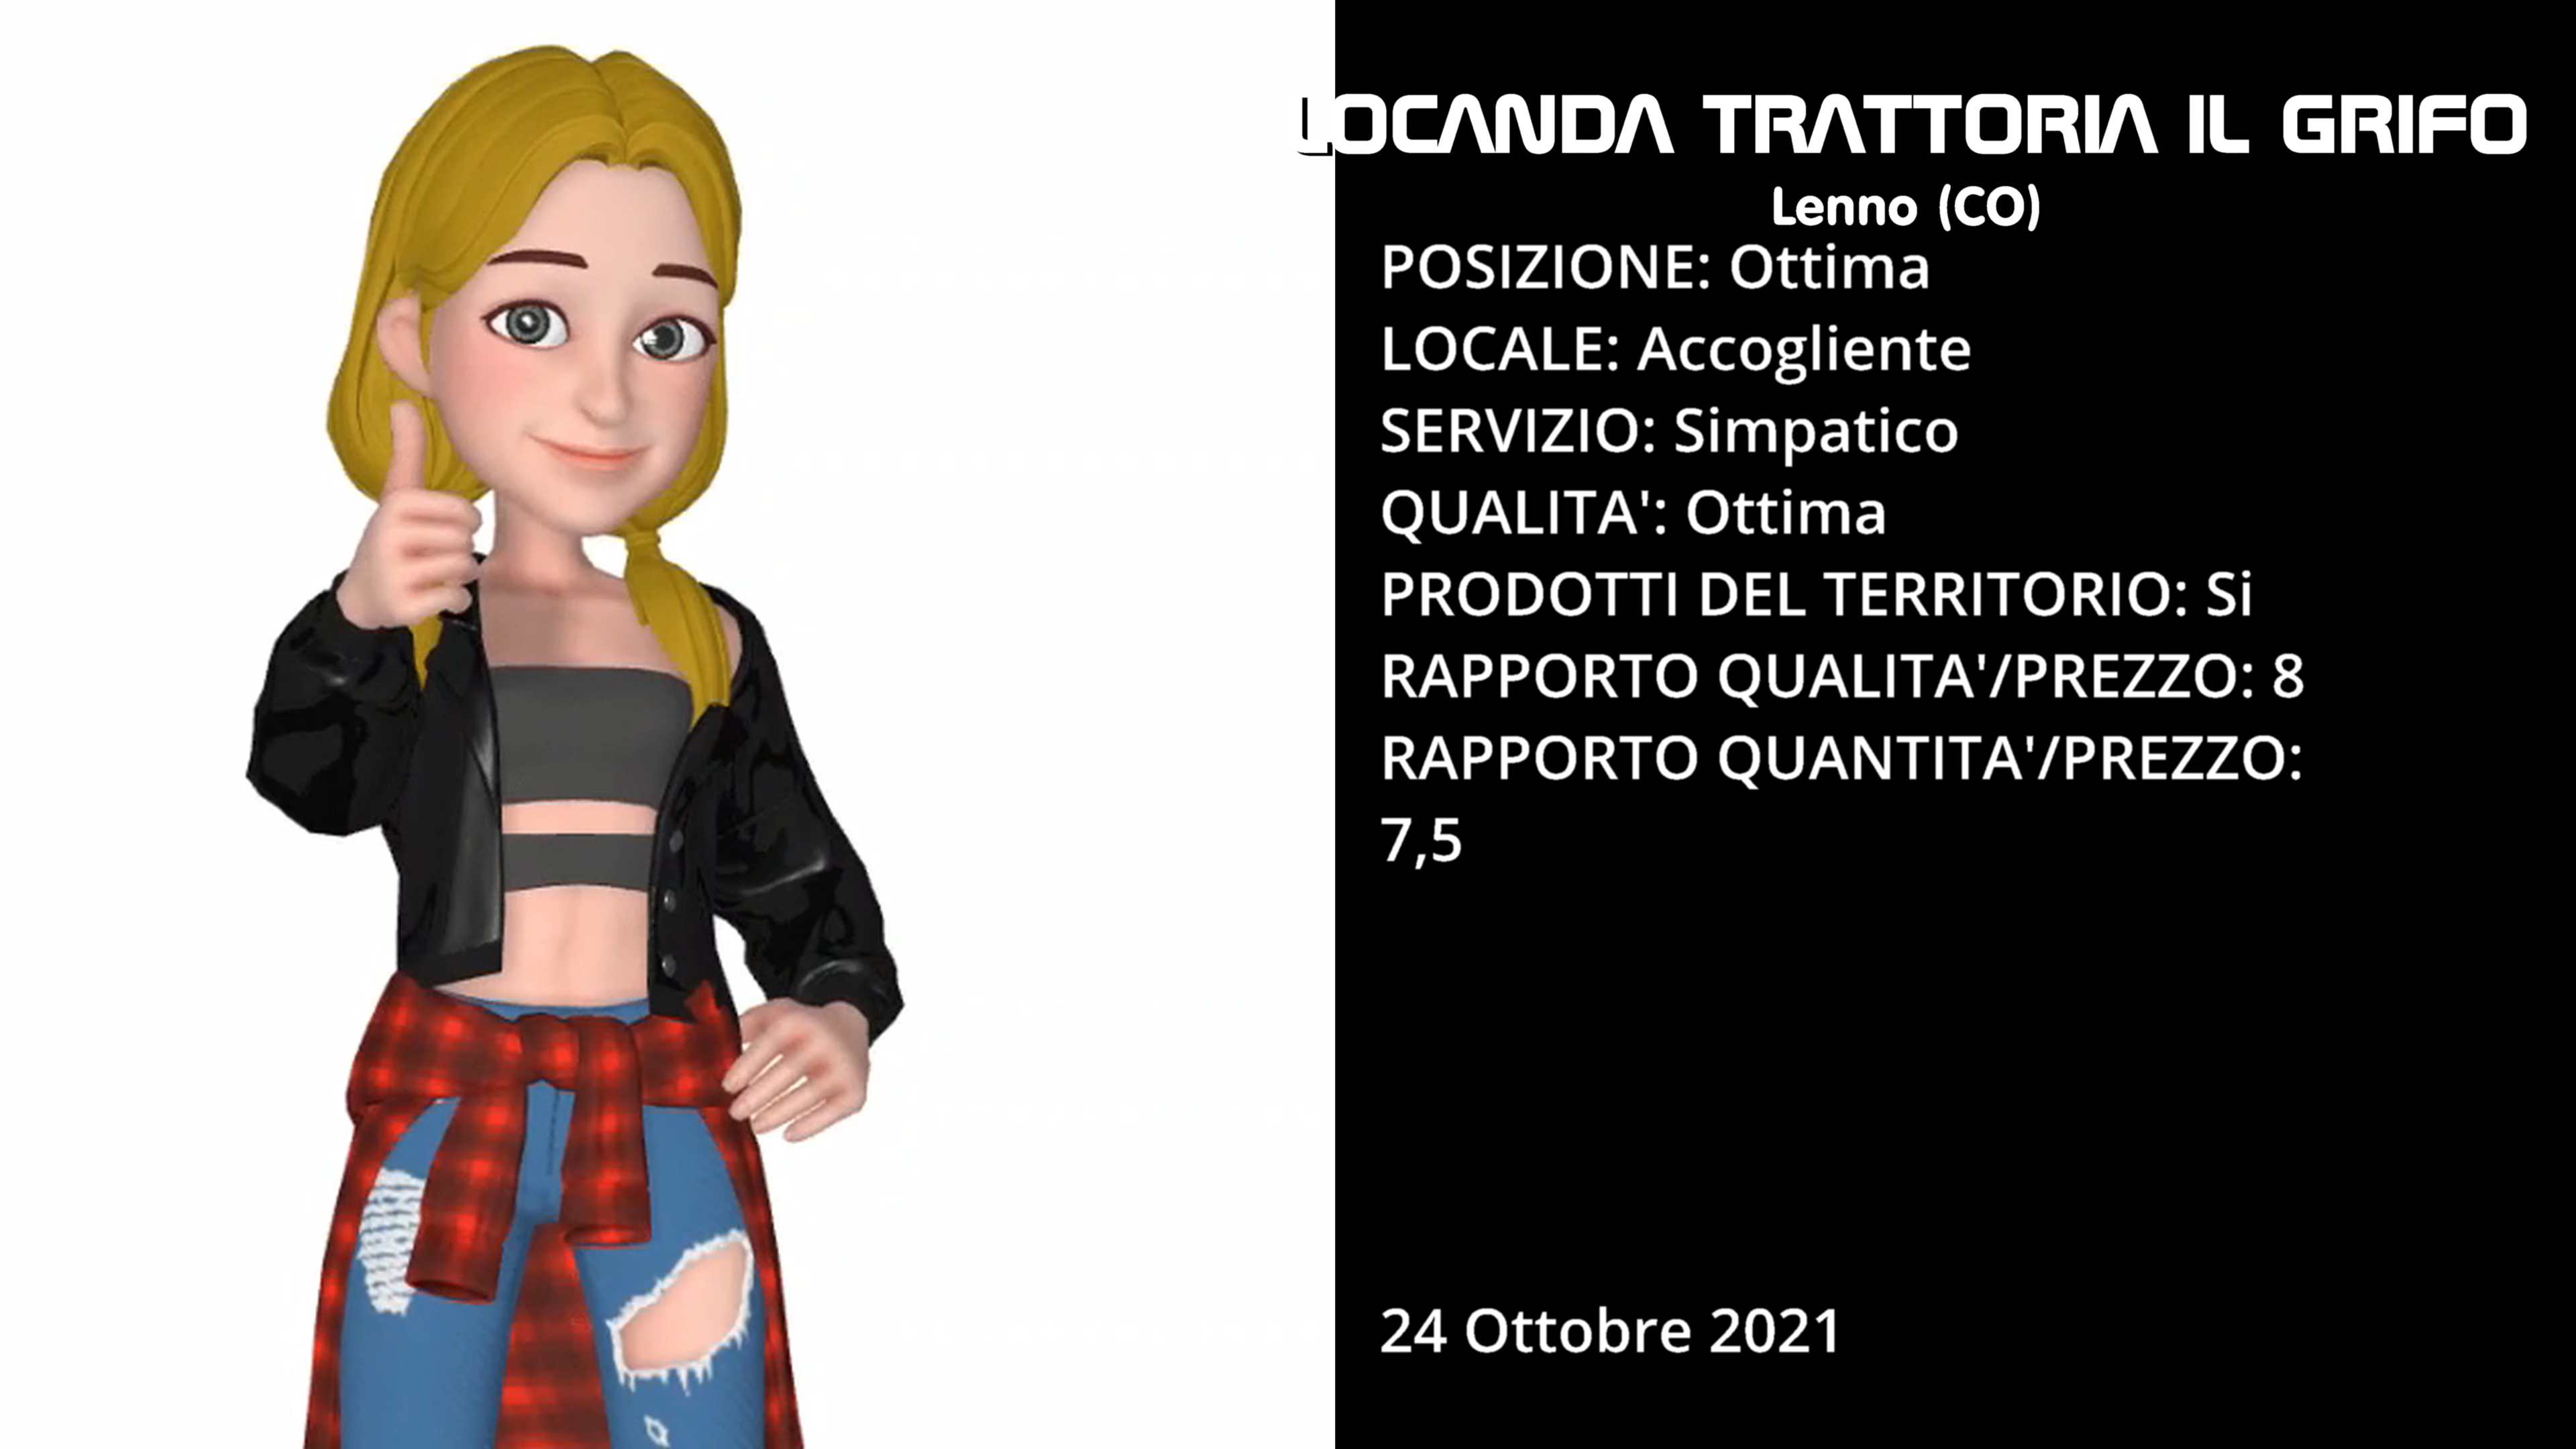 LOCANDA TRATTORIA IL GRIFO
Lenno (CO)
POSIZIONE: Ottima
LOCALE: Accogliente
SERVIZIO: Simpatico
QUALITA': Ottima
PRODOTTI DEL TERRITORIO: Si
RAPPORTO QUALITA'/PREZZO: 8
RAPPORTO QUANTITA'/PREZZO:
7,5
24 Ottobre 2021